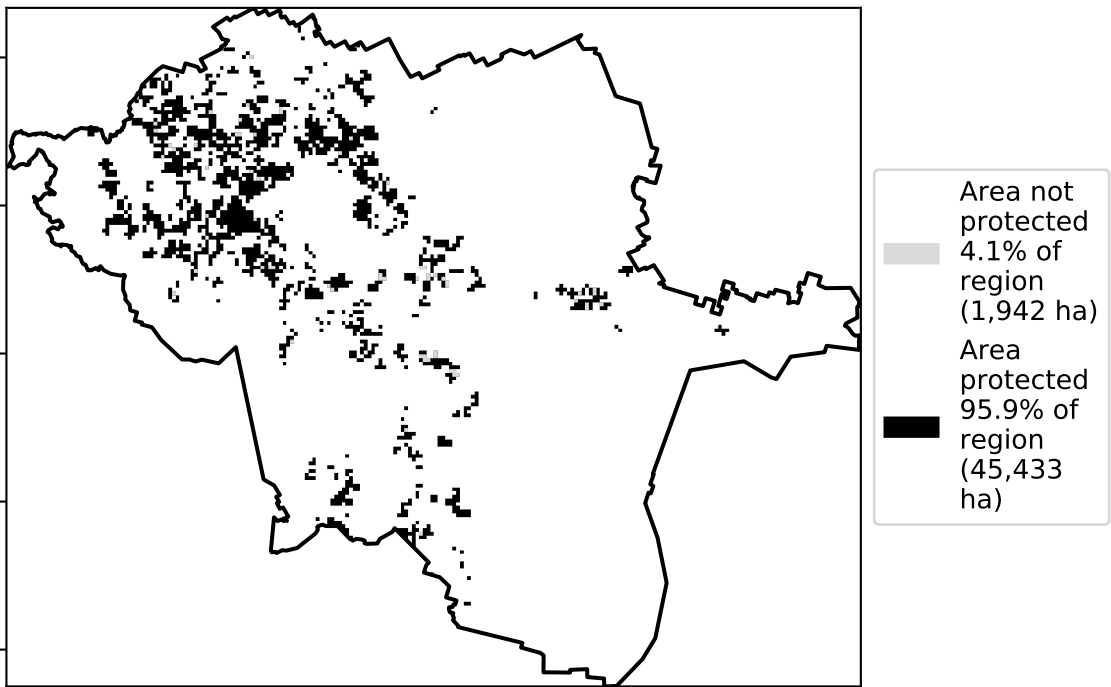 Area not
protected
4.1% of
region
(1,942 ha)
Area
protected
95.9% of
region
(45,433
ha)